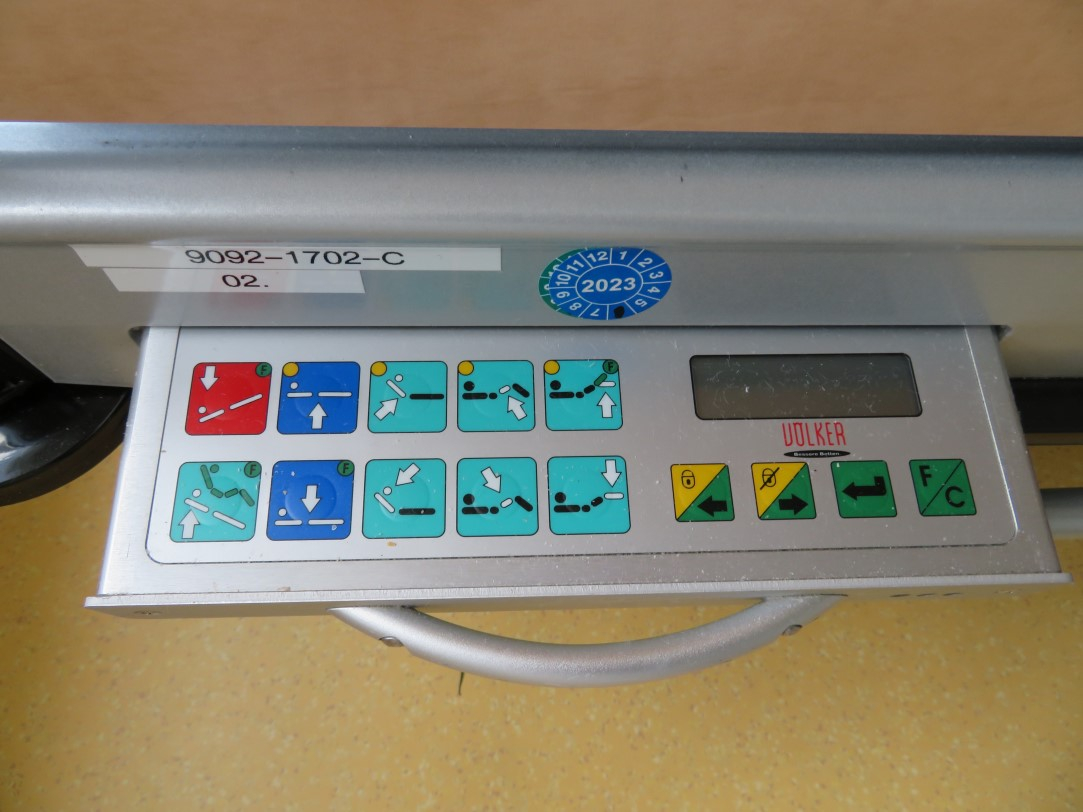 9092-1702-C
02.
10 11 12 1 2 3 4 5 7 8 9
2023
F
F
F
F
VÖLKER
Bessere Betten
F/C